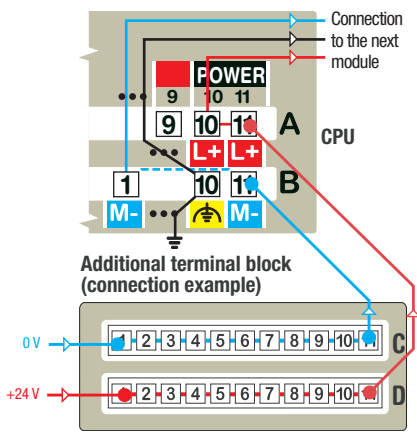 Connection
to the next
module
POWER
9 10 11
9 10 11 A
CPU
L+ L+
1 10 11 B
M- M-
Additional terminal block
(connection example)
0 V 1 2 3 4 5 6 7 8 9 10 11 C
+24 V 1 2 3 4 5 6 7 8 9 10 11 D